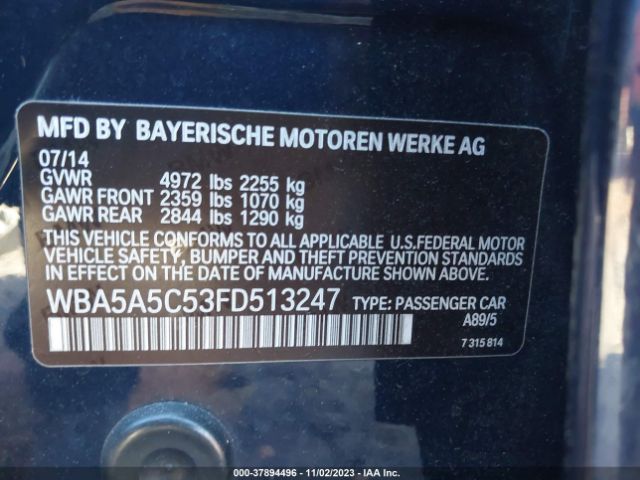 MFD BY BAYERISCHE MOTOREN WERKE AG
07/14
GVWR 4972 lbs 2255 kg
GAWR FRONT 2359 lbs 1070 kg
GAWR REAR 2844 lbs 1290 kg
THIS VEHICLE CONFORMS TO ALL APPLICABLE U.S.FEDERAL MOTOR
VEHICLE SAFETY, BUMPER AND THEFT PREVENTION STANDARDS
IN EFFECT ON THE DATE OF MANUFACTURE SHOWN ABOVE.
WBA5A5C53FD513247 TYPE: PASSENGER CAR
A89/5
7 315 814
000-37894496 - 11/02/2023 - IAA Inc.